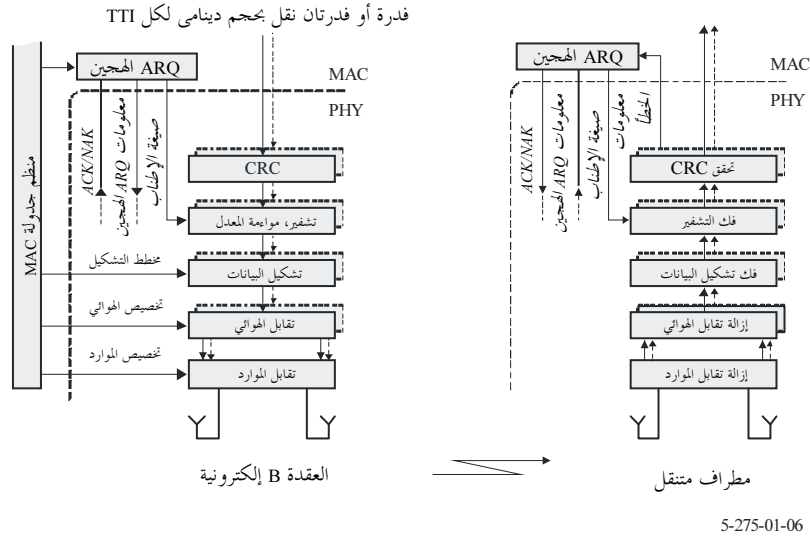 فدرة أو فدرتان نقل بحجم دينامي لكل TTI
ARQ الهجين
MAC
PHY
منظم جدولة MAC
ACK/NAK
معلومات ARQ الهجين
صيغة الإطناب
CRC
تشفير، مواءمة المعدل
مخطط التشكيل
تشكيل البيانات
تخصيص الهوائي
تقابل الهوائي
تخصيص الموارد
تقابل الموارد
العقدة B إلكترونية
ARQ الهجين
MAC
PHY
ACK/NAK
معلومات ARQ الهجين
صيغة الإطناب
معلومات
الخطأ
تحقق CRC
فك التشفير
فك تشكيل البيانات
إزالة تقابل الهوائي
إزالة تقابل الموارد
مطراف متنقل
5-275-01-06